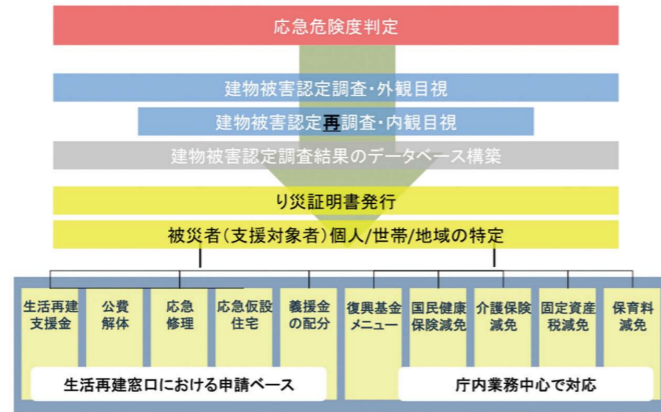 応急危険度判定
建物被害認定調査・外観目視
建物被害認定再調査・内観目視
建物被害認定調査結果のデータベース構築
り災証明書発行
被災者(支援対象者)個人/世帯/地域の特定
生活再建
支援金
公費
解体
応急
修理
応急仮設
住宅
義援金
の配分
復興基金
メニュー
国民健康
保険減免
介護保険
減免
固定資産
税減免
保育料
減免
生活再建窓口における申請ベース
庁内業務中心で対応